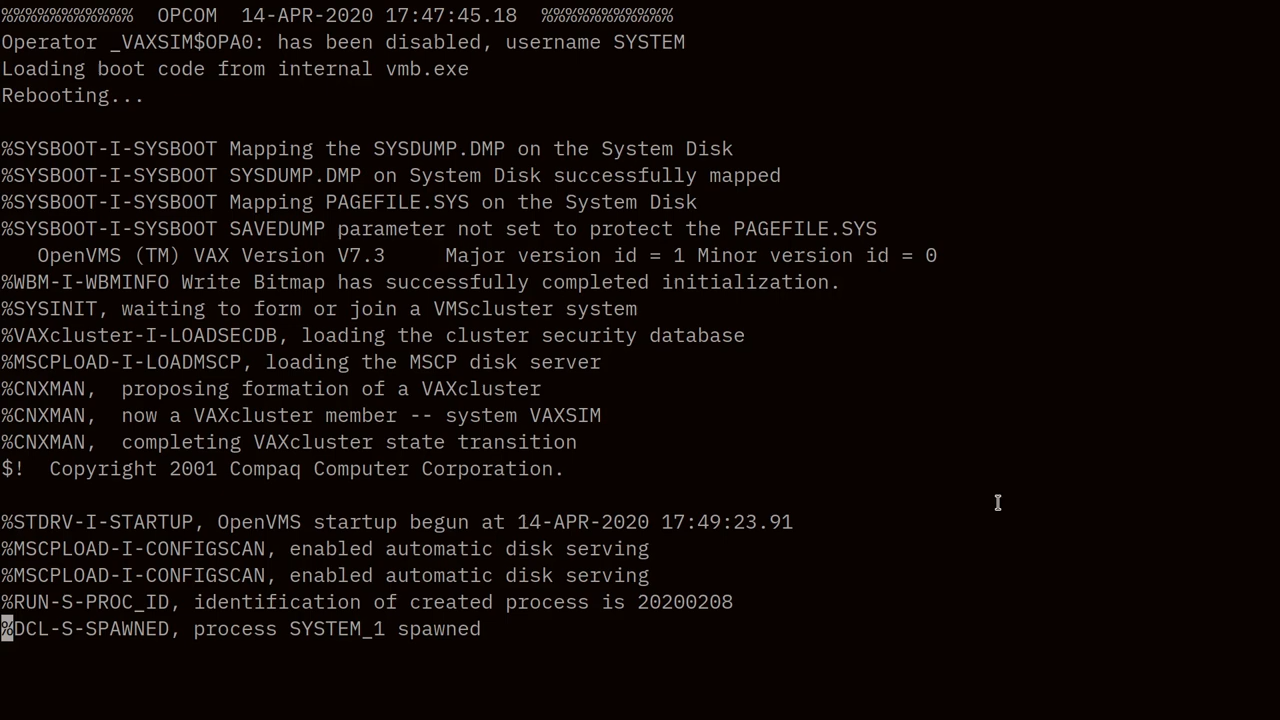 %%%%%%%%%%%  OPCOM  14-APR-2020 17:47:45.18  %%%%%%%%%%%
Operator _VAXSIM$OPA0: has been disabled, username SYSTEM
Loading boot code from internal vmb.exe
Rebooting...
%SYSBOOT-I-SYSBOOT Mapping the SYSDUMP.DMP on the System Disk
%SYSBOOT-I-SYSBOOT SYSDUMP.DMP on System Disk successfully mapped
%SYSBOOT-I-SYSBOOT Mapping PAGEFILE.SYS on the System Disk
%SYSBOOT-I-SYSBOOT SAVEDUMP parameter not set to protect the PAGEFILE.SYS
   OpenVMS (TM) VAX Version V7.3     Major version id = 1 Minor version id = 0
%WBM-I-WBMINFO Write Bitmap has successfully completed initialization.
%SYSINIT, waiting to form or join a VMScluster system
%VAXcluster-I-LOADSECDB, loading the cluster security database
%MSCPLOAD-I-LOADMSCP, loading the MSCP disk server
%CNXMAN,  proposing formation of a VAXcluster
%CNXMAN,  now a VAXcluster member -- system VAXSIM
%CNXMAN,  completing VAXcluster state transition
$!  Copyright 2001 Compaq Computer Corporation.
%STDRV-I-STARTUP, OpenVMS startup begun at 14-APR-2020 17:49:23.91
%MSCPLOAD-I-CONFIGSCAN, enabled automatic disk serving
%MSCPLOAD-I-CONFIGSCAN, enabled automatic disk serving
%RUN-S-PROC_ID, identification of created process is 20200208
%DCL-S-SPAWNED, process SYSTEM_1 spawned